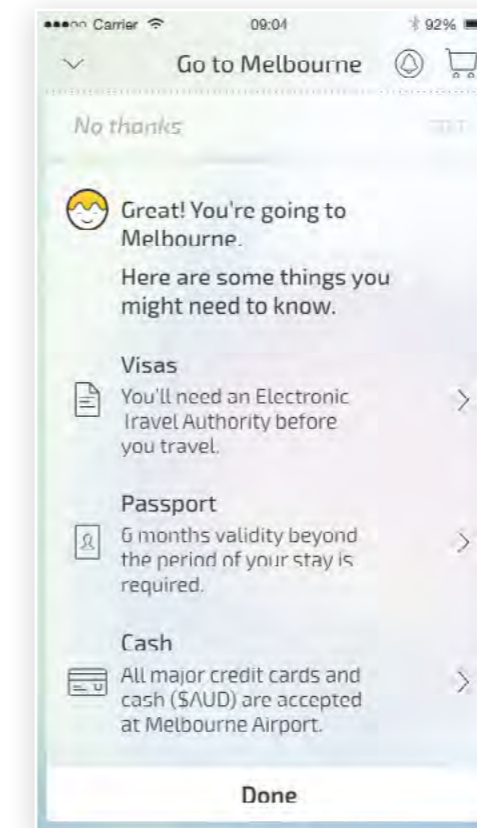 Carrier 09:04 92%
Go to Melbourne
No thanks
Great! You're going to
Melbourne.
Here are some things you
might need to know.
Visas
You'll need an Electronic
Travel Authority before
you travel.
Passport
6 months validity beyond
the period of your stay is
required.
Cash
All major credit cards and
cash ($AUD) are accepted
at Melbourne Airport.
Done